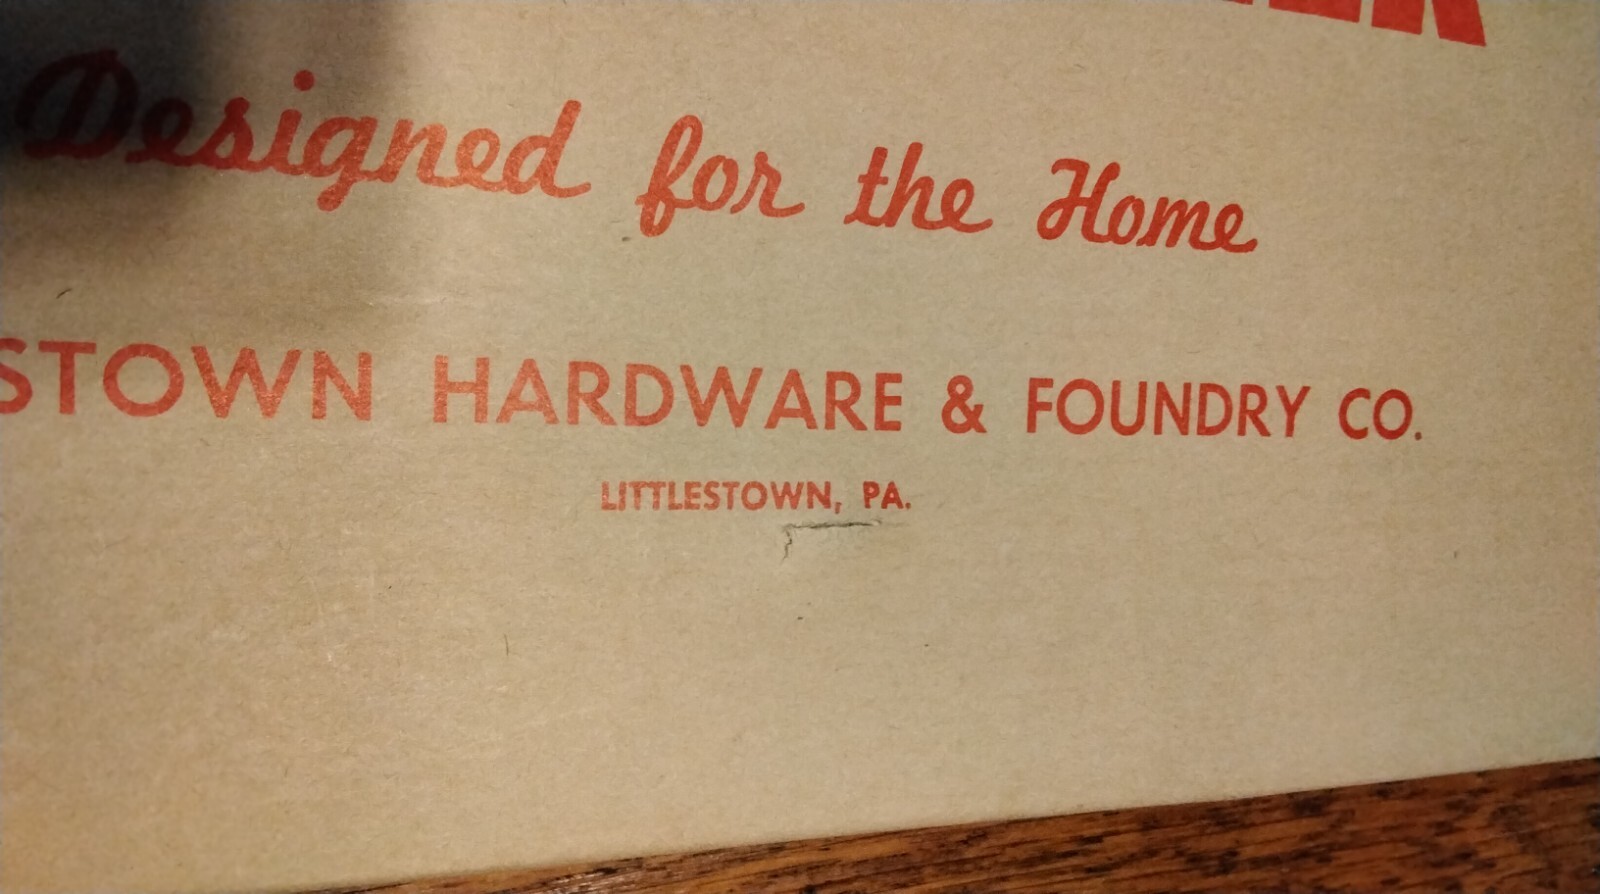 Designed for the Home
STOWN HARDWARE & FOUNDRY CO.
LITTLESTOWN, PA.